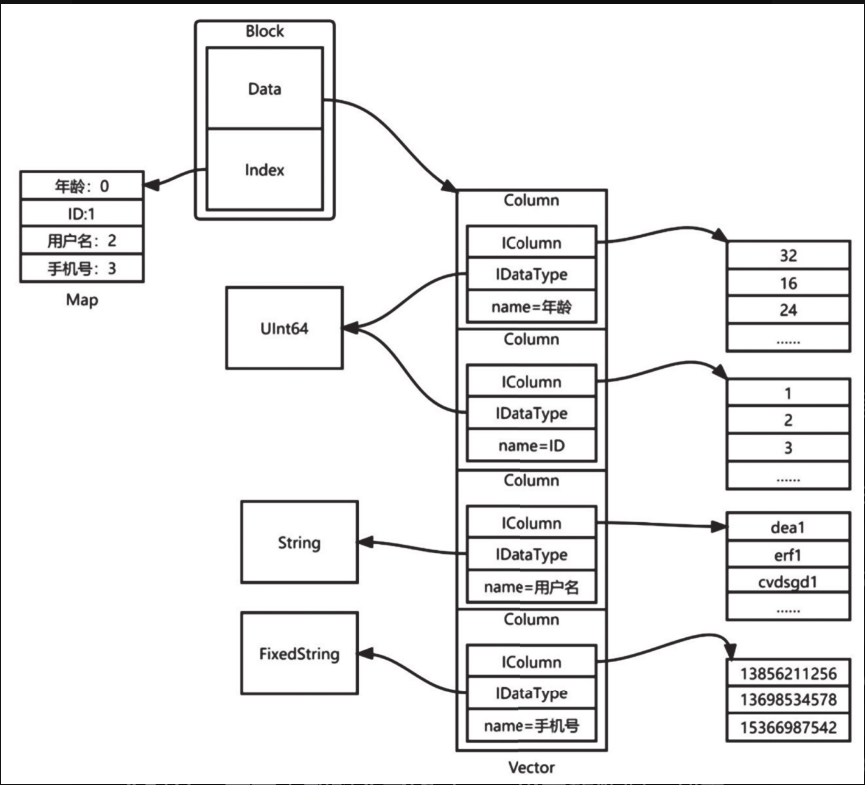 Block
Data
Index
年龄：0
ID:1
用户名：2
手机号：3
Map
UInt64
String
FixedString
Column
IColumn
IDataType
name=年龄
Column
IColumn
IDataType
name=ID
Column
IColumn
IDataType
name=用户名
Column
IColumn
IDataType
name=手机号
Vector
32
16
24
......
1
2
3
......
dea1
erf1
cvdsgd1
......
13856211256
13698534578
15366987542